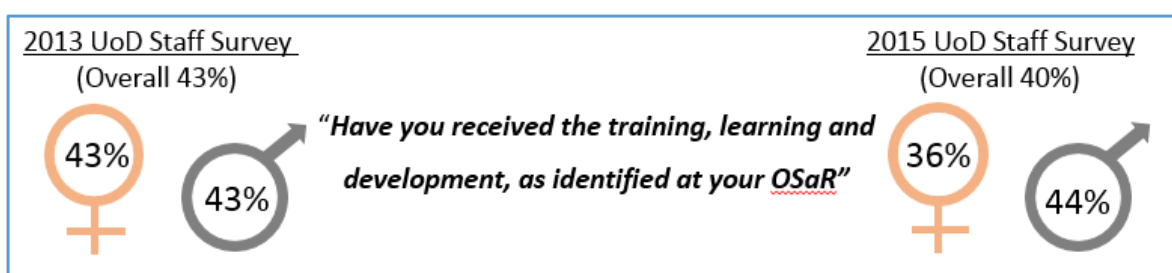 2013 UoD Staff Survey
(Overall 43%)
43%
43%
“Have you received the training, learning and
development, as identified at your OSaR”
2015 UoD Staff Survey
(Overall 40%)
36%
44%